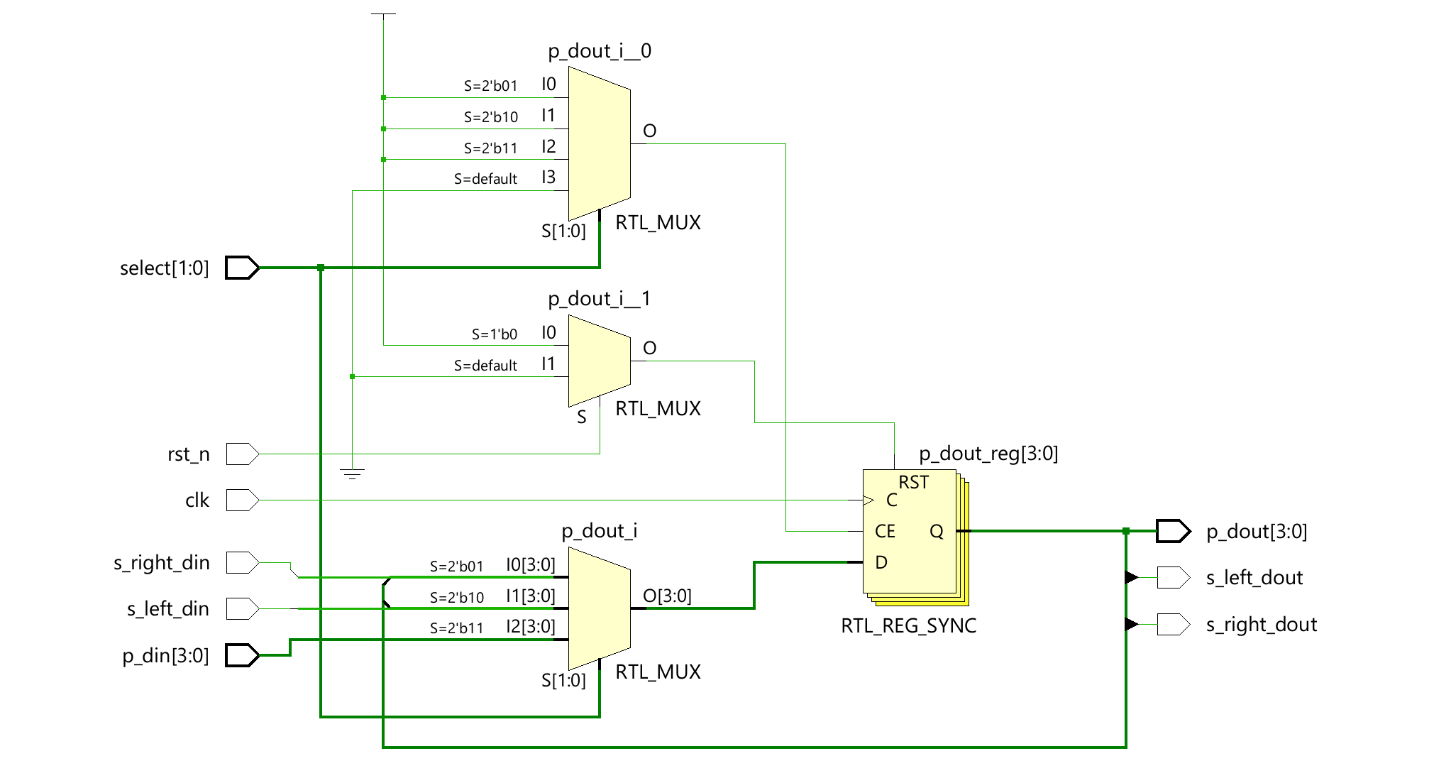 p_dout_i__0
S=2'b01 I0
S=2'b10 I1
S=2'b11 I2
S=default I3
O
S[1:0]
RTL_MUX
select[1:0]
p_dout_i__1
S=1'b0 I0
S=default I1
O
S
RTL_MUX
rst_n
clk
p_dout_reg[3:0]
RST
C
CE
D
Q
RTL_REG_SYNC
p_dout_i
s_right_din
s_left_din
p_din[3:0]
S=2'b01 I0[3:0]
S=2'b10 I1[3:0]
S=2'b11 I2[3:0]
O[3:0]
S[1:0]
RTL_MUX
p_dout[3:0]
s_left_dout
s_right_dout